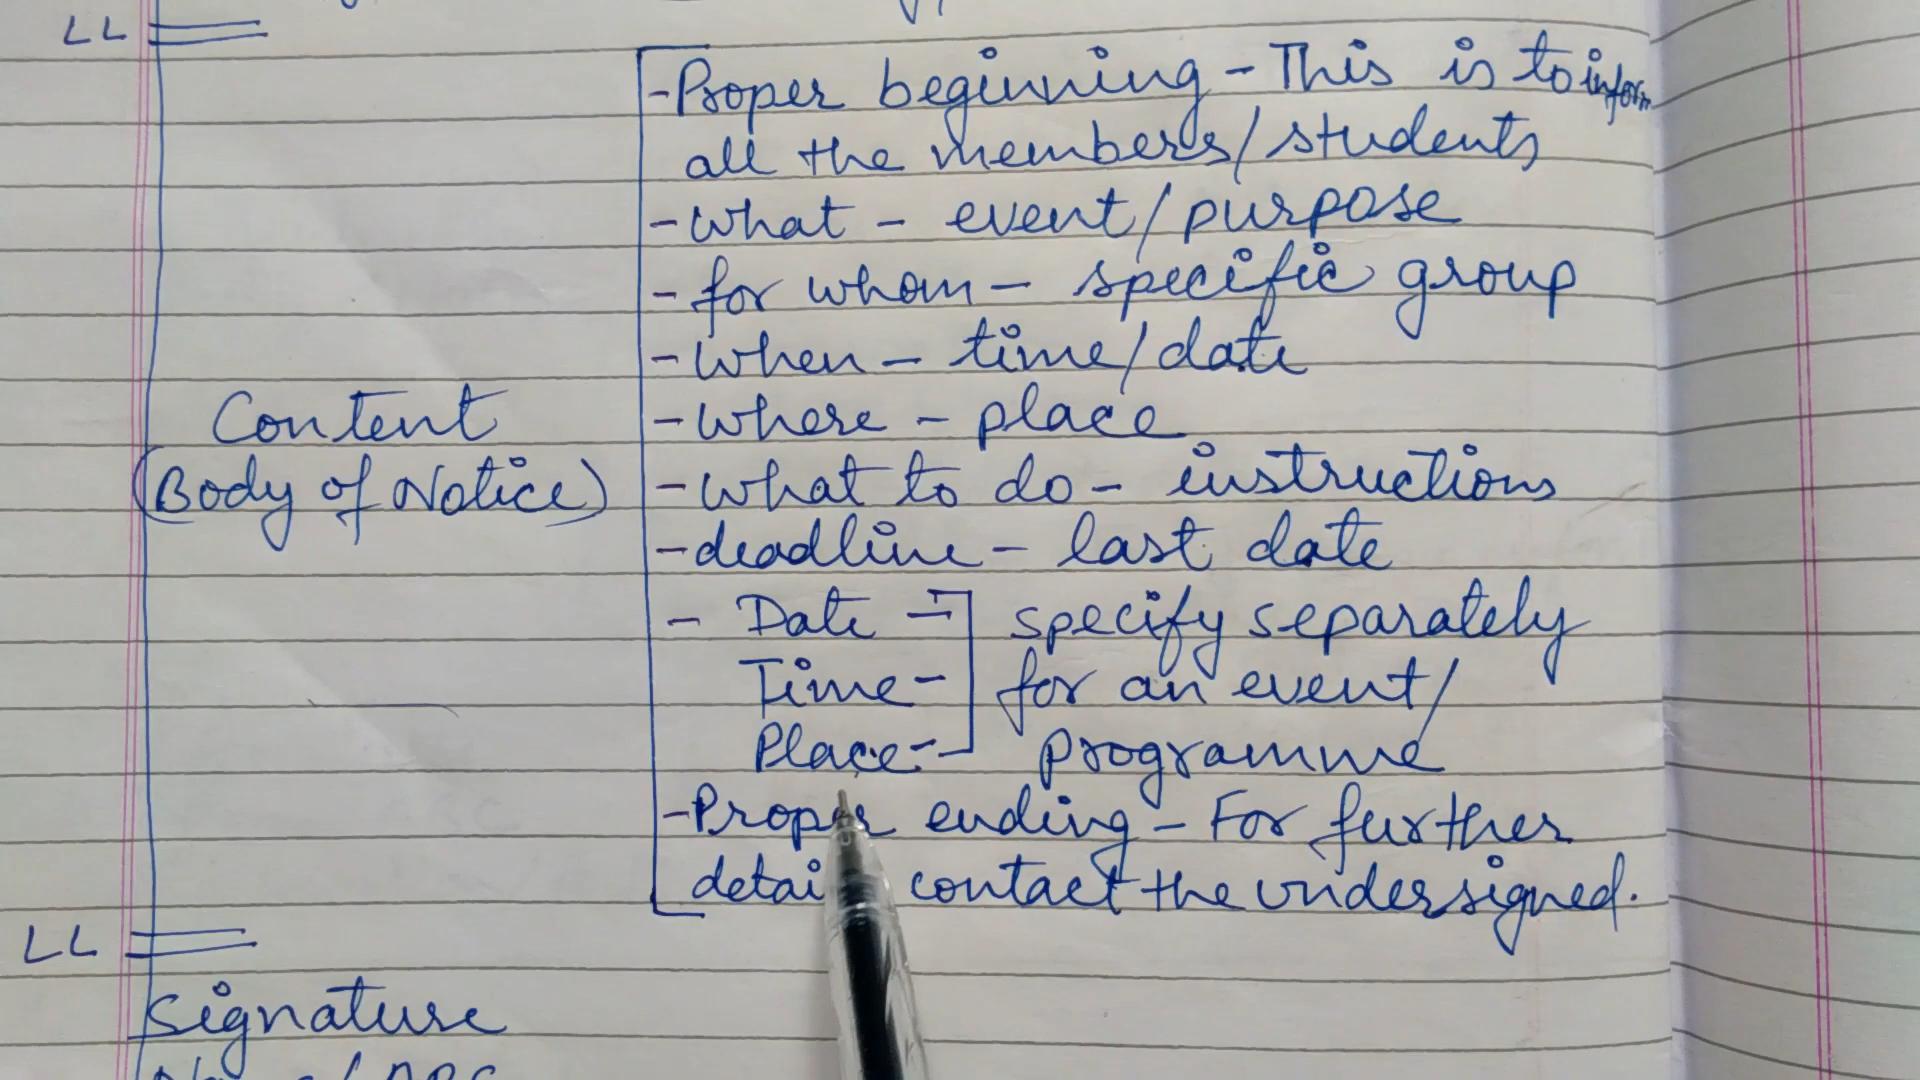 LL
-Proper beginning - This is to inform
all the members/students
-what - event/purpose
-for whom - specific group
-when - time/date
-where - place
Content
(Body of Notice)
-what to do - instructions
-deadline - last date
- Date - specify separately
Time- for an event/
Place:- programme
-Proper ending - For further
contact the undersigned.
LL
Signature